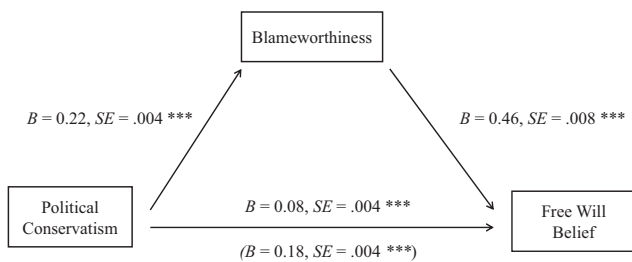 Blameworthiness
B = 0.22, SE = .004 ***
B = 0.46, SE = .008 ***
Political
Conservatism
B = 0.08, SE = .004 ***
(B = 0.18, SE = .004 ***)
Free Will
Belief